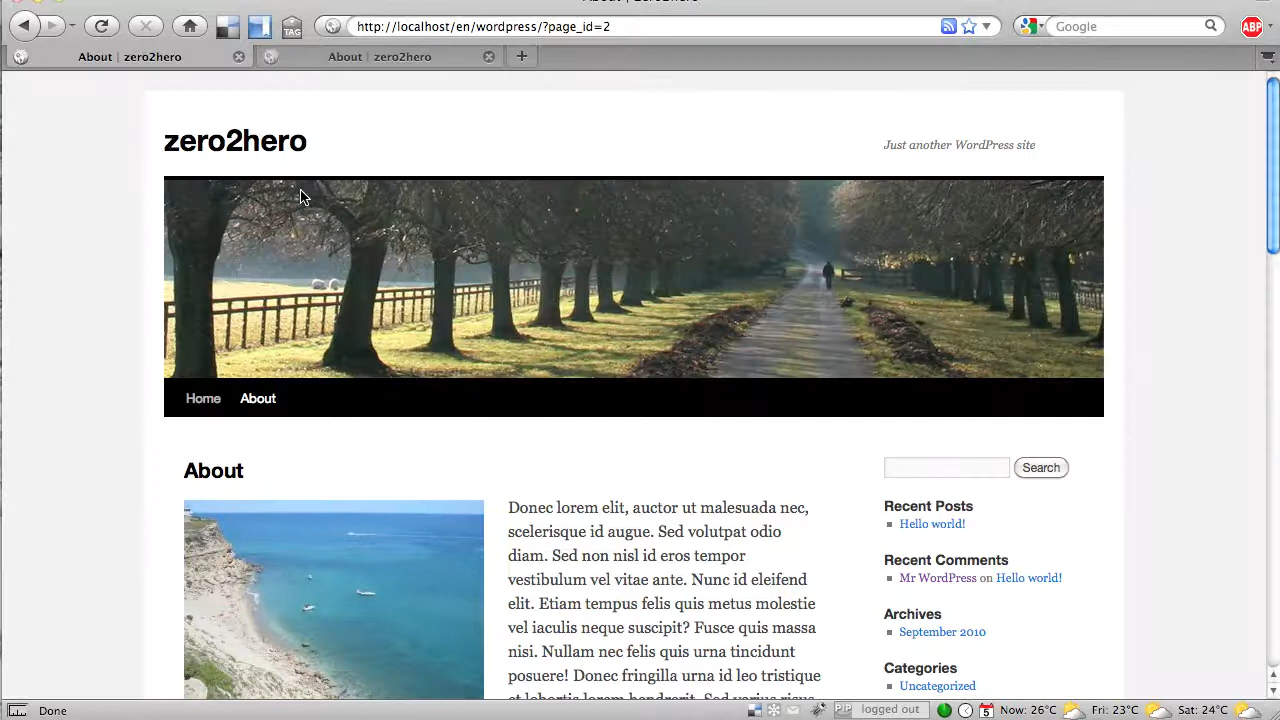 http://localhost/en/wordpress/?page_id=2
Google
TAG
ABP
About | zero2hero
About | zero2hero
zero2hero
Just another WordPress site
Home
About
About
Search
Donec lorem elit, auctor ut malesuada nec,
scelerisque id augue. Sed volutpat odio
diam. Sed non nisl id eros tempor
vestibulum vel vitae ante. Nunc id eleifend
elit. Etiam tempus felis quis metus molestie
vel iaculis neque suscipit? Fusce quis massa
nisi. Nullam nec felis quis urna tincidunt
posuere! Donec fringilla urna id leo tristique
Recent Posts
Hello world!
Recent Comments
Mr WordPress on Hello world!
Archives
September 2010
Categories
Uncategorized
Done
logged out
5
Now: 26°C
Fri: 23°C
Sat: 24°C